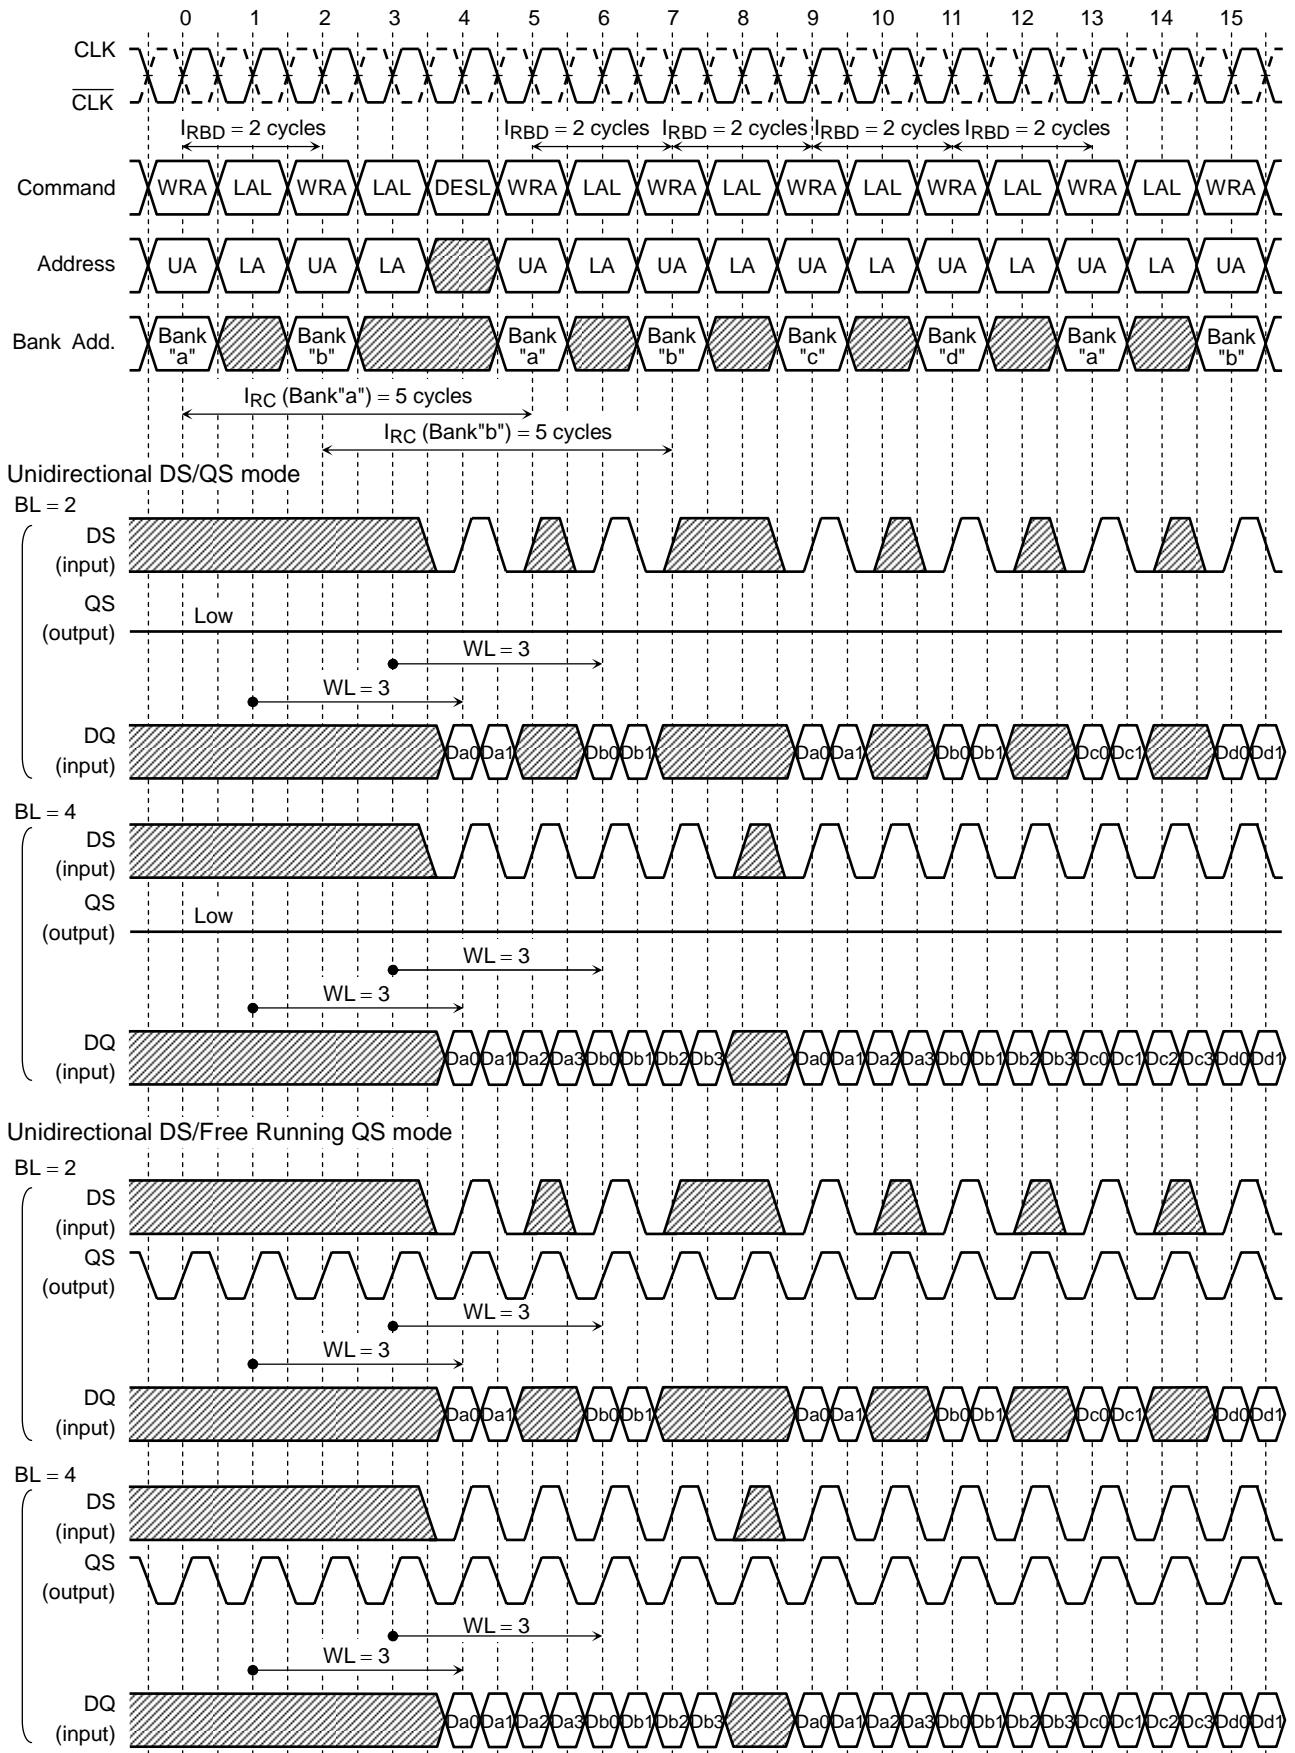 0 1 2 3 4 5 6 7 8 9 10 11 12 13 14 15
CLK
CLK
IRBD = 2 cycles IRBD = 2 cycles IRBD = 2 cycles IRBD = 2 cycles IRBD = 2 cycles
Command WRA LAL WRA LAL DESL WRA LAL WRA LAL WRA LAL WRA LAL WRA LAL WRA
Address UA LA UA LA UA LA UA LA UA LA UA LA UA LA UA
Bank Add. Bank "a" Bank "b" Bank "a" Bank "b" Bank "c" Bank "d" Bank "a" Bank "b"
IRC (Bank"a") = 5 cycles
IRC (Bank"b") = 5 cycles
Unidirectional DS/QS mode
BL = 2
DS
(input)
QS
(output) Low
WL = 3
WL = 3
DQ
(input) Da0 Da1 Db0 Db1 Da0 Da1 Db0 Db1 Dc0 Dc1 Dd0 Dd1
BL = 4
DS
(input)
QS
(output) Low
WL = 3
WL = 3
DQ
(input) Da0 Da1 Da2 Da3 Db0 Db1 Db2 Db3 Da0 Da1 Da2 Da3 Db0 Db1 Db2 Db3 Dc0 Dc1 Dc2 Dc3 Dd0 Dd1
Unidirectional DS/Free Running QS mode
BL = 2
DS
(input)
QS
(output)
WL = 3
WL = 3
DQ
(input) Da0 Da1 Db0 Db1 Da0 Da1 Db0 Db1 Dc0 Dc1 Dd0 Dd1
BL = 4
DS
(input)
QS
(output)
WL = 3
WL = 3
DQ
(input) Da0 Da1 Da2 Da3 Db0 Db1 Db2 Db3 Da0 Da1 Da2 Da3 Db0 Db1 Db2 Db3 Dc0 Dc1 Dc2 Dc3 Dd0 Dd1